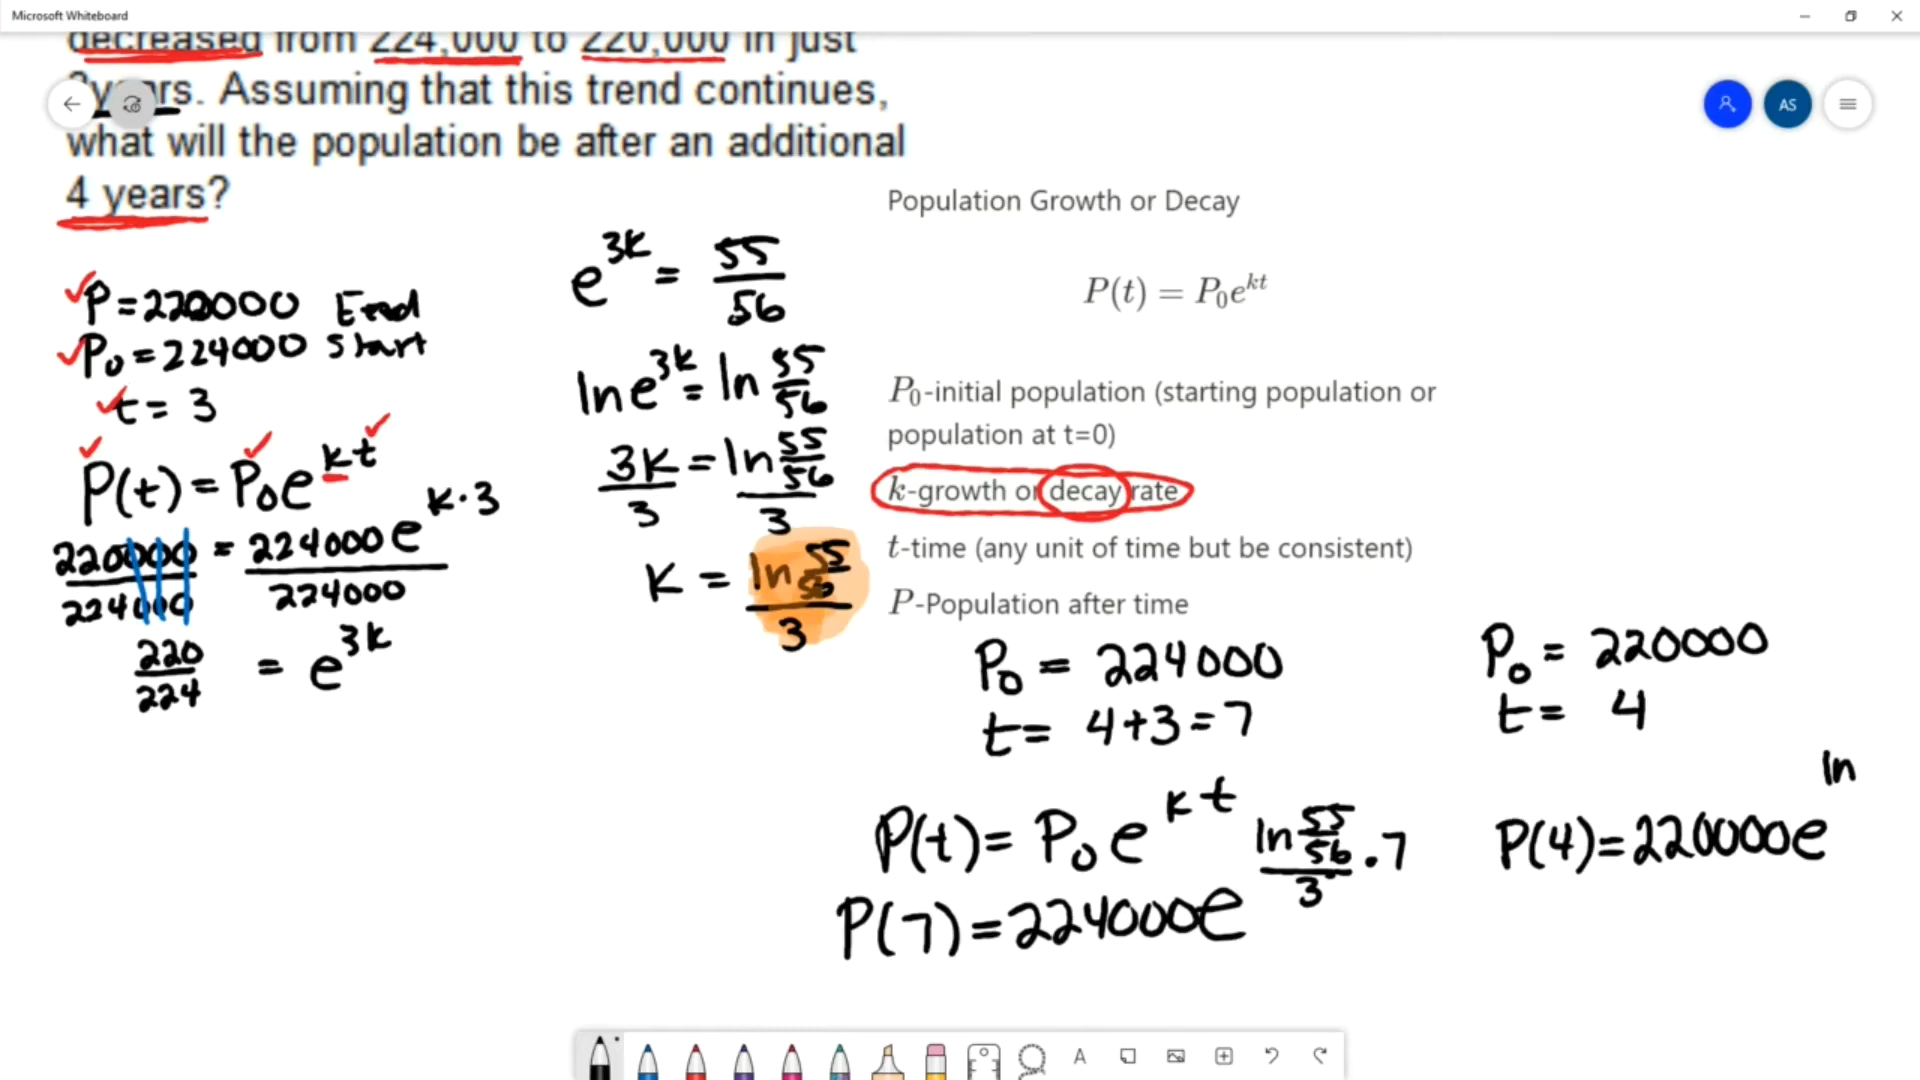 Microsoft Whiteboard
decreased from 224,000 to 220,000 in just
years. Assuming that this trend continues,
what will the population be after an additional
4 years?
P = 220000 End
P₀ = 224000 Start
t = 3
P(t) = P₀e^kt
220000/224000 = 224000e^k·3/224000
220/224 = e^3k
e^3k = 55/56
ln e^3k = ln 55/56
3k/3 = ln 55/56 / 3
k = ln 55/56 / 3
AS
Population Growth or Decay
P(t) = P₀e^kt
P₀-initial population (starting population or
population at t=0)
k-growth or decay rate
t-time (any unit of time but be consistent)
P-Population after time
P₀ = 224000
t = 4+3=7
P(t) = P₀e^kt
P(7) = 224000e^ln 55/56 / 3 · 7
P₀ = 220000
t = 4
P(4) = 220000e^ln
A